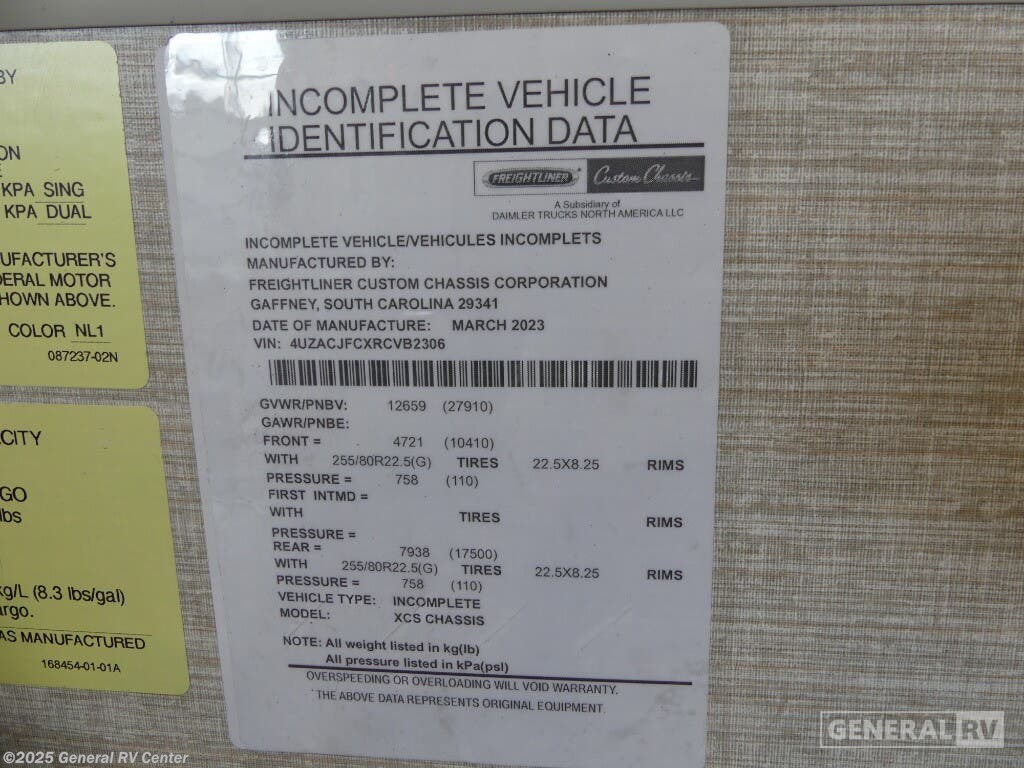 BY
ON
KPA SING
KPA DUAL
UFACTURER'S
DERAL MOTOR
HOWN ABOVE.
COLOR NL1
087237-02N
CITY
GO
lbs
kg/L (8.3 lbs/gal)
argo.
AS MANUFACTURED
168454-01-01A
INCOMPLETE VEHICLE
IDENTIFICATION DATA
FREIGHTLINER Custom Chassis
A Subsidiary of
DAIMLER TRUCKS NORTH AMERICA LLC
INCOMPLETE VEHICLE/VEHICULES INCOMPLETS
MANUFACTURED BY:
FREIGHTLINER CUSTOM CHASSIS CORPORATION
GAFFNEY, SOUTH CAROLINA 29341
DATE OF MANUFACTURE: MARCH 2023
VIN: 4UZACJFCXRCVB2306
GVWR/PNBV: 12659 (27910)
GAWR/PNBE:
FRONT = 4721 (10410)
WITH 255/80R22.5(G) TIRES 22.5X8.25 RIMS
PRESSURE = 758 (110)
FIRST INTMD =
WITH TIRES RIMS
PRESSURE =
REAR = 7938 (17500)
WITH 255/80R22.5(G) TIRES 22.5X8.25 RIMS
PRESSURE = 758 (110)
VEHICLE TYPE: INCOMPLETE
MODEL: XCS CHASSIS
NOTE: All weight listed in kg(lb)
All pressure listed in kPa(psi)
OVERSPEEDING OR OVERLOADING WILL VOID WARRANTY.
THE ABOVE DATA REPRESENTS ORIGINAL EQUIPMENT.
GENERAL RV
©2025 General RV Center